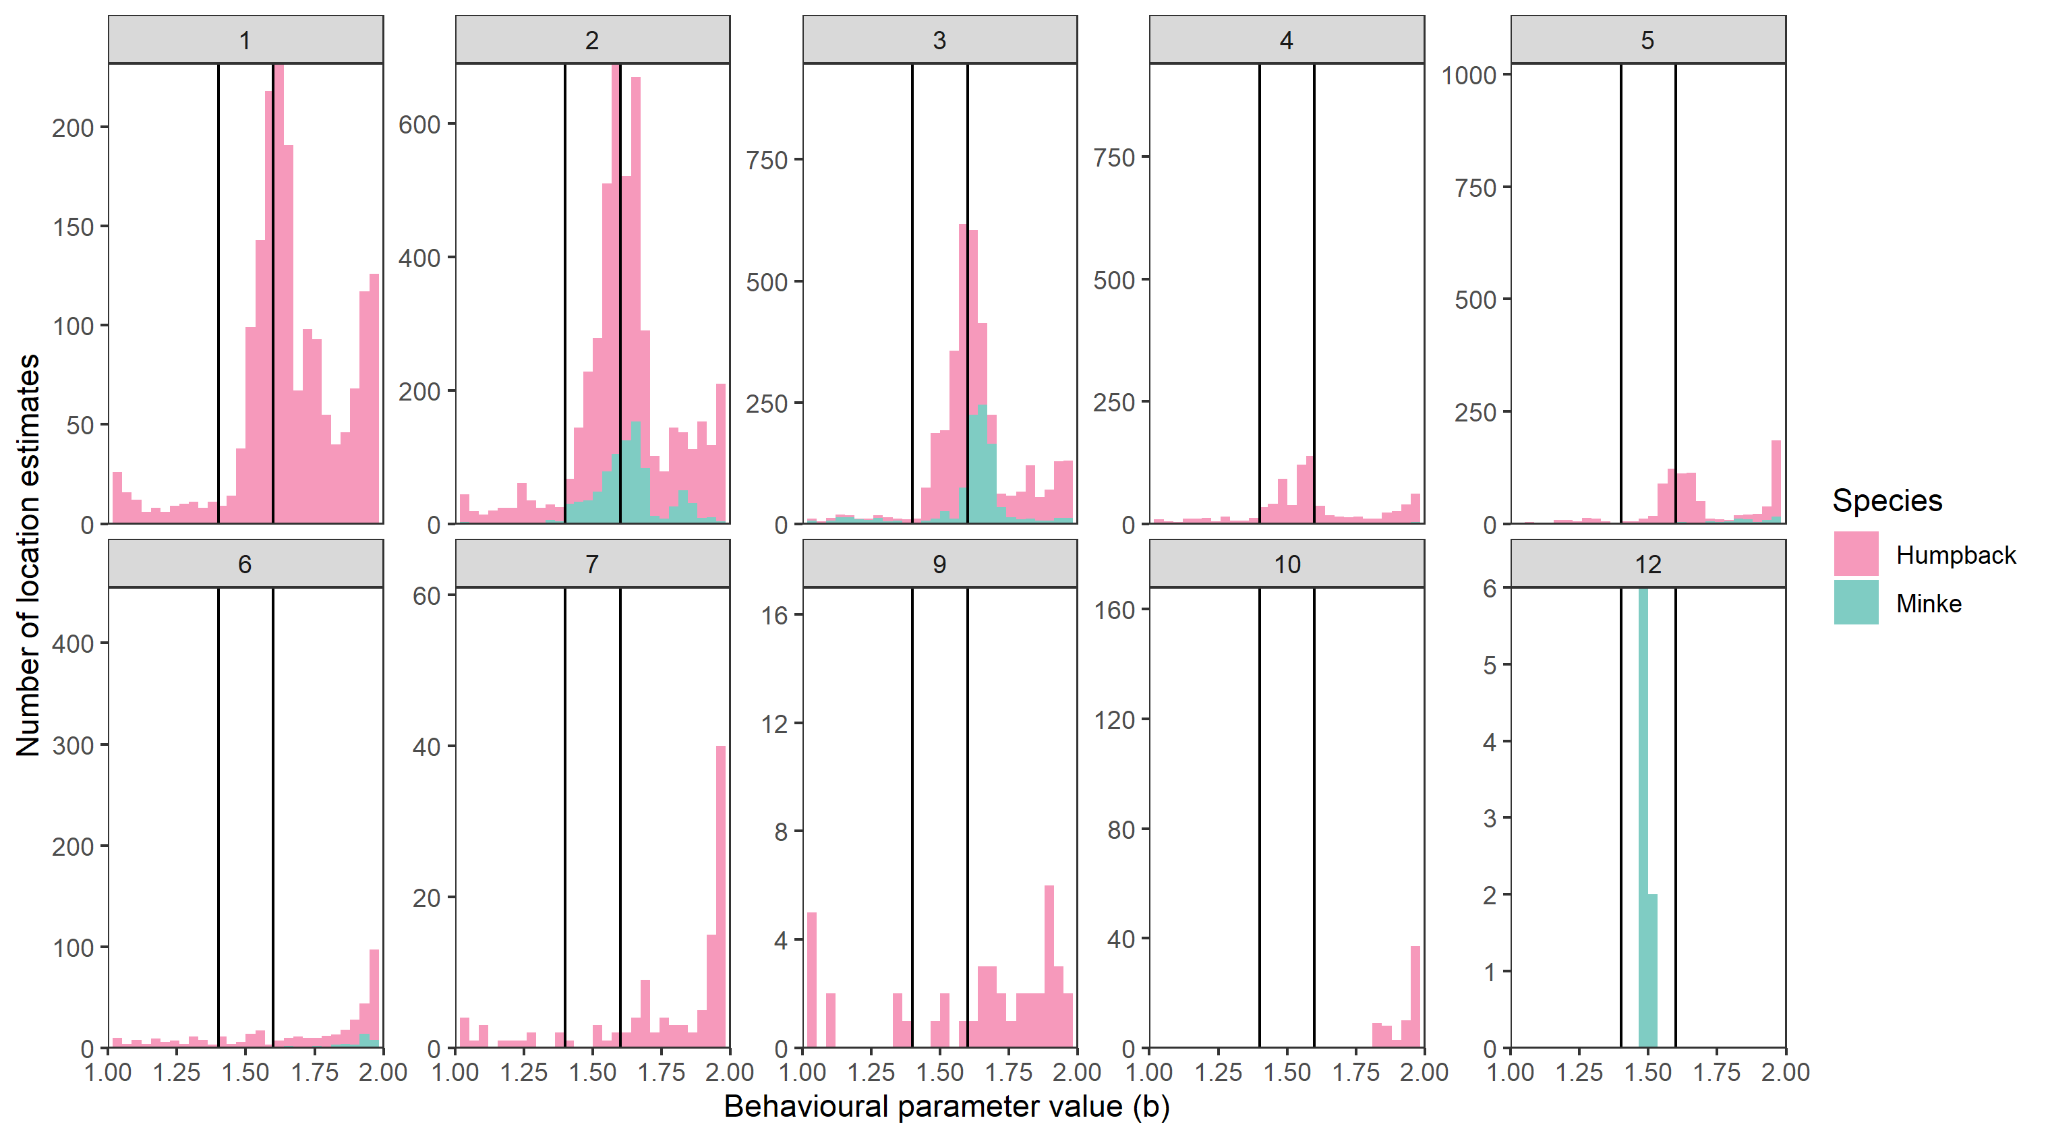 1 2 3 4 5
200 150 100 50 0
600 400 200 0
750 500 250 0
750 500 250 0
1000 750 500 250 0
Number of location estimates
6 7 9 10 12
400 300 200 100 0
60 40 20 0
16 12 8 4 0
160 120 80 40 0
6 5 4 3 2 1 0
1.00 1.25 1.50 1.75 2.00
1.00 1.25 1.50 1.75 2.00
1.00 1.25 1.50 1.75 2.00
1.00 1.25 1.50 1.75 2.00
1.00 1.25 1.50 1.75 2.00
Behavioural parameter value (b)
Species
Humpback
Minke